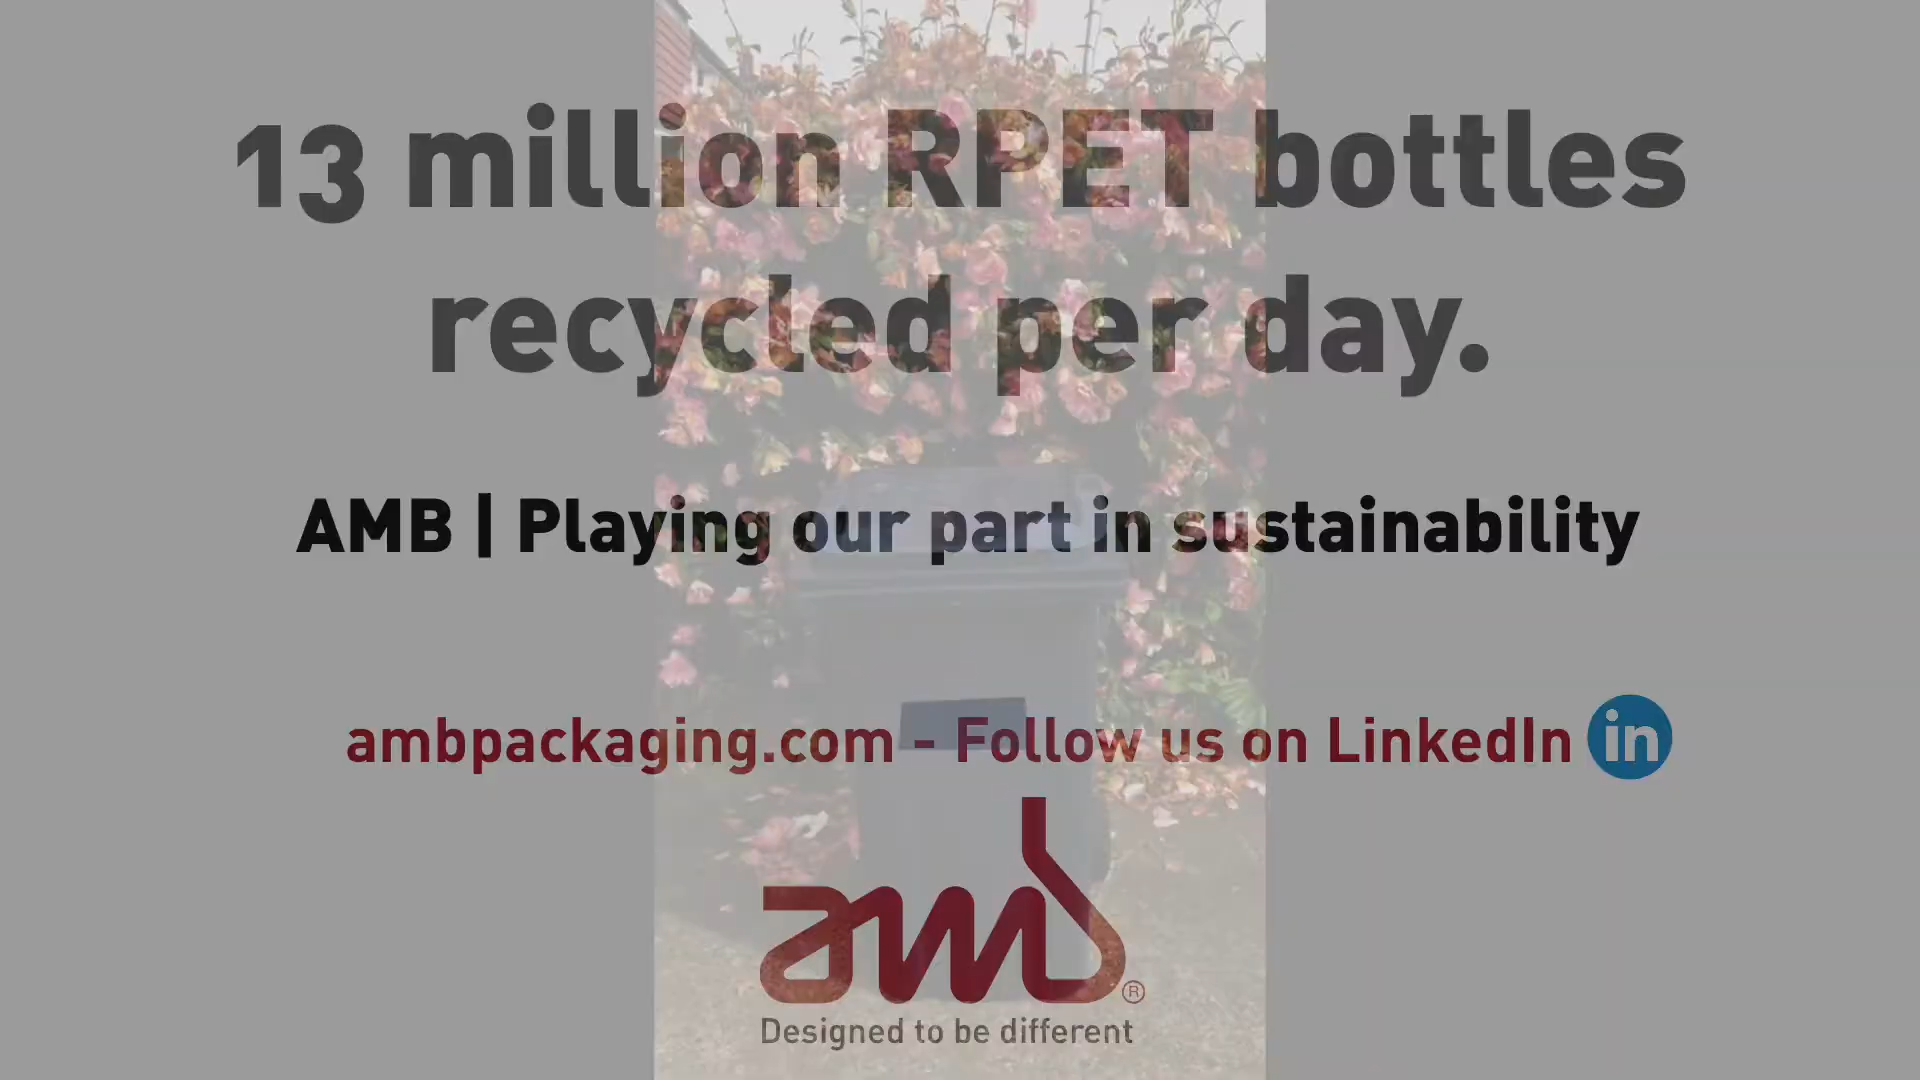 13 million RPET bottles
recycled per day.
AMB | Playing our part in sustainability
ambpackaging.com - Follow us on LinkedIn in
amb®
Designed to be different